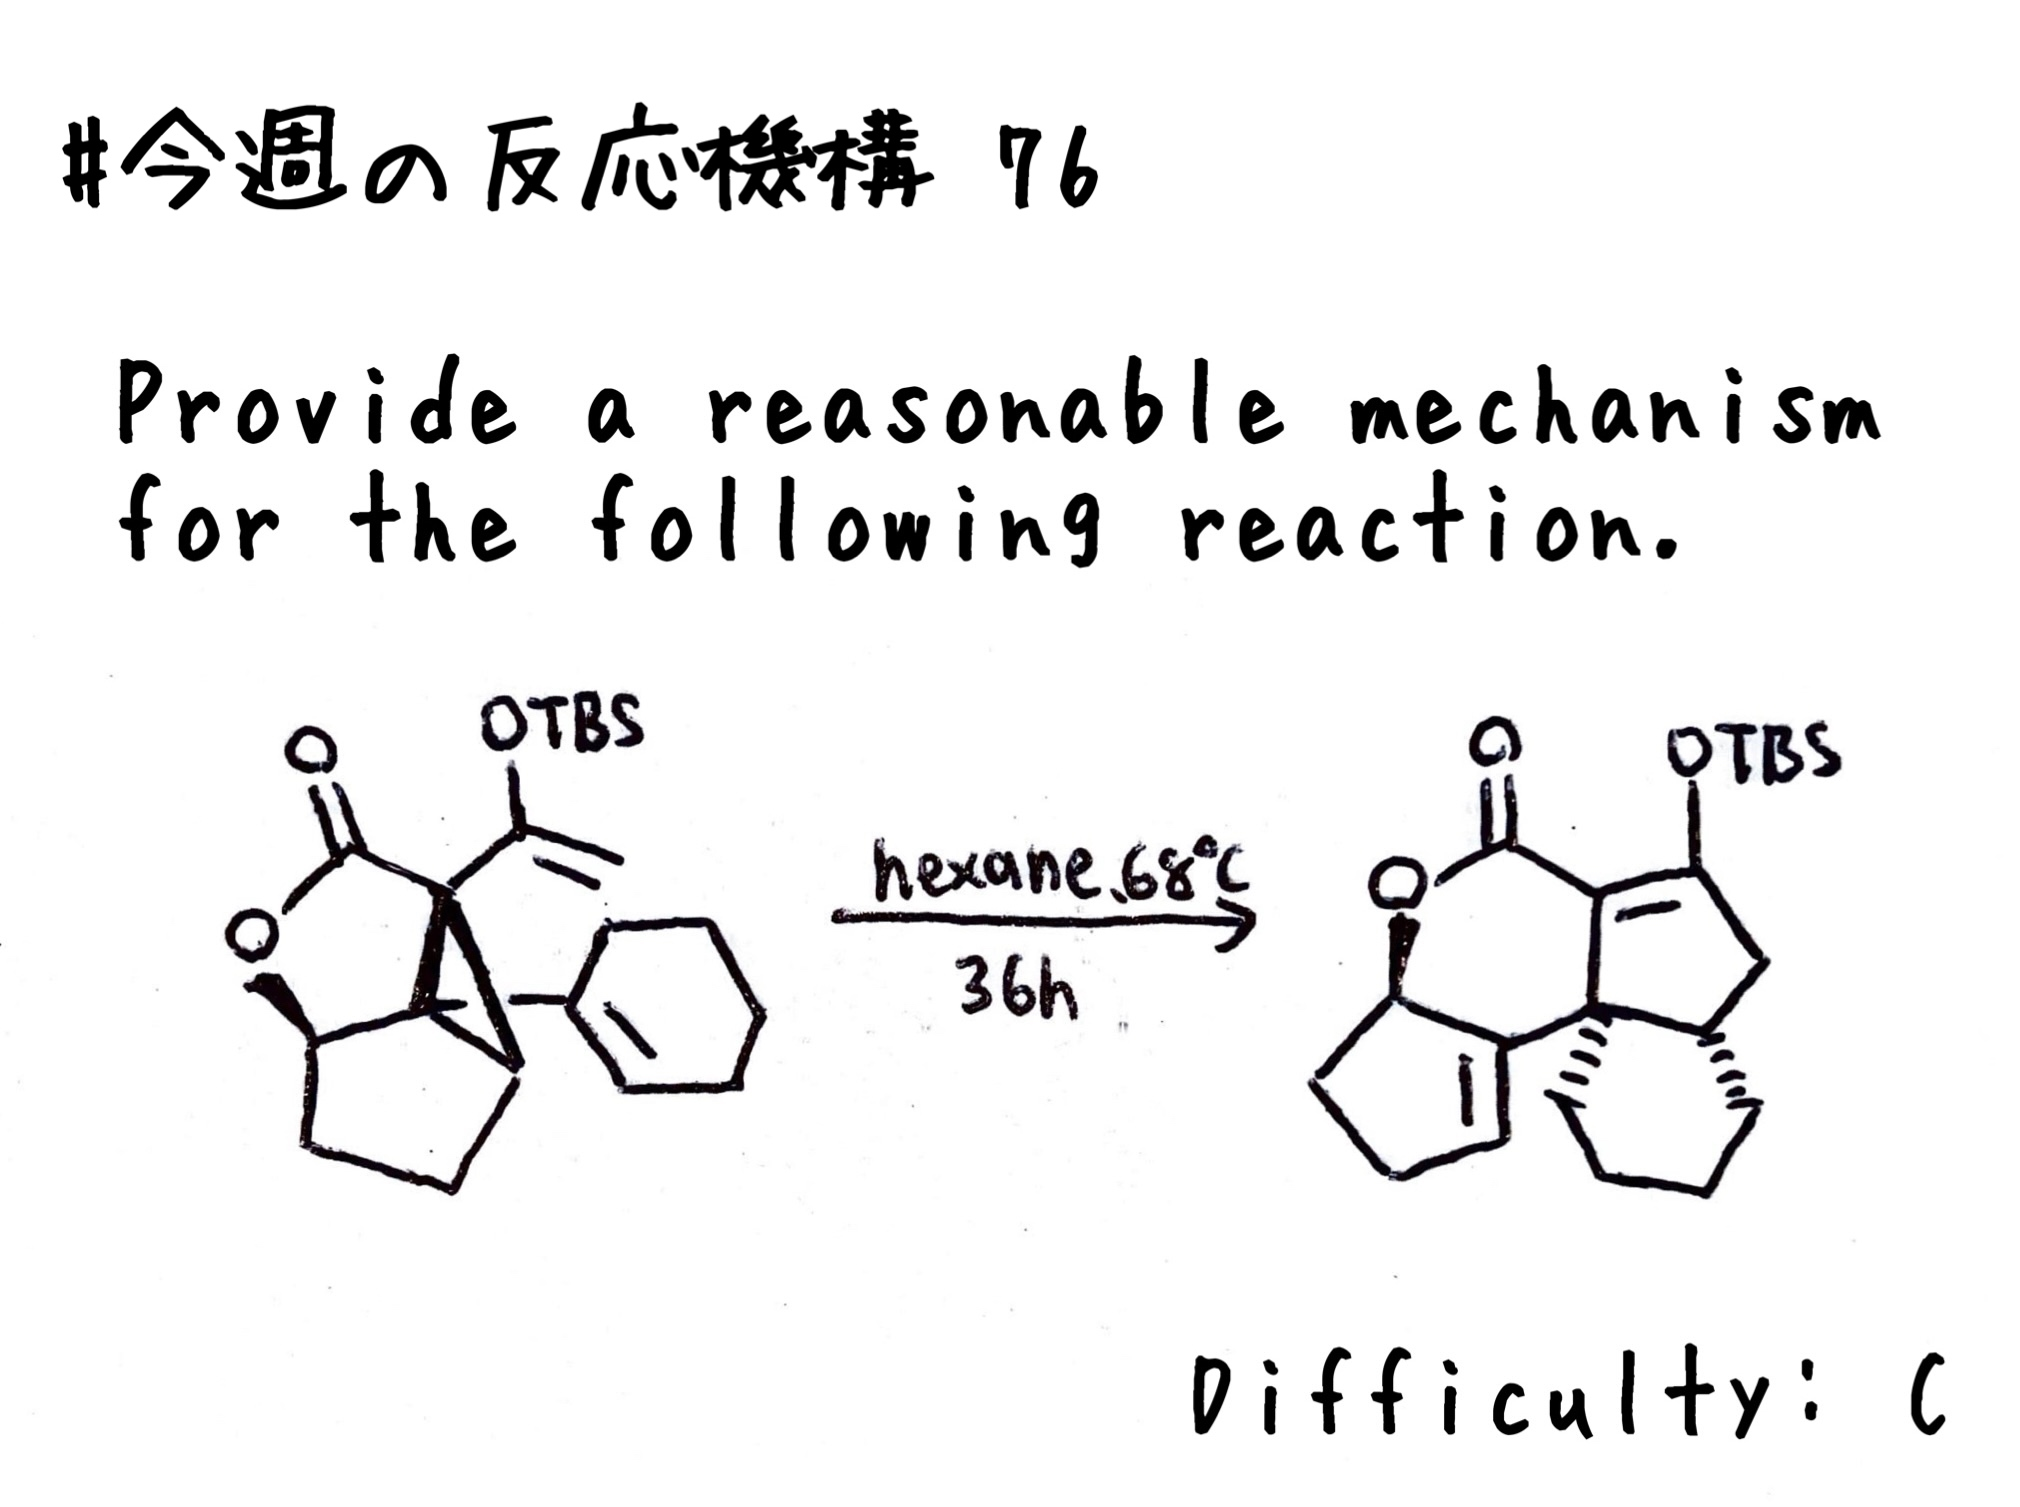 #今週の反応機構 76
Provide a reasonable mechanism
for the following reaction.
OTBS
O
O
hexane, 68°C
36h
O
OTBS
O
Difficulty: C